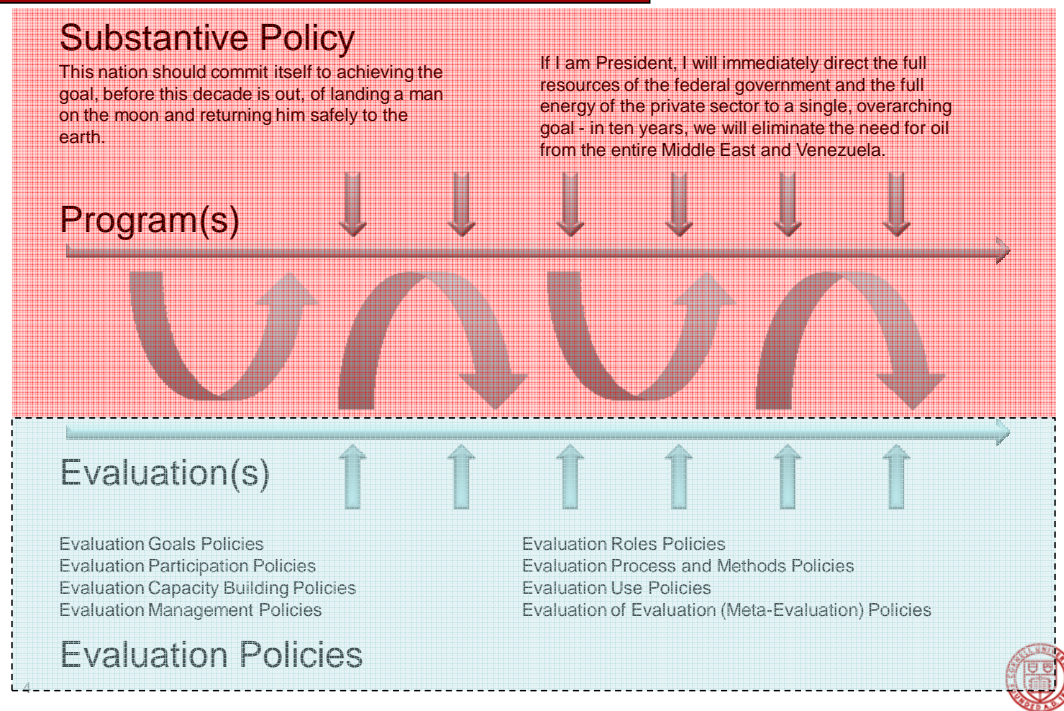 Substantive Policy
This nation should commit itself to achieving the
goal, before this decade is out, of landing a man
on the moon and returning him safely to the
earth.
If I am President, I will immediately direct the full
resources of the federal government and the full
energy of the private sector to a single, overarching
goal - in ten years, we will eliminate the need for oil
from the entire Middle East and Venezuela.
Program(s)
Evaluation(s)
Evaluation Goals Policies
Evaluation Participation Policies
Evaluation Capacity Building Policies
Evaluation Management Policies
Evaluation Roles Policies
Evaluation Process and Methods Policies
Evaluation Use Policies
Evaluation of Evaluation (Meta-Evaluation) Policies
Evaluation Policies
4